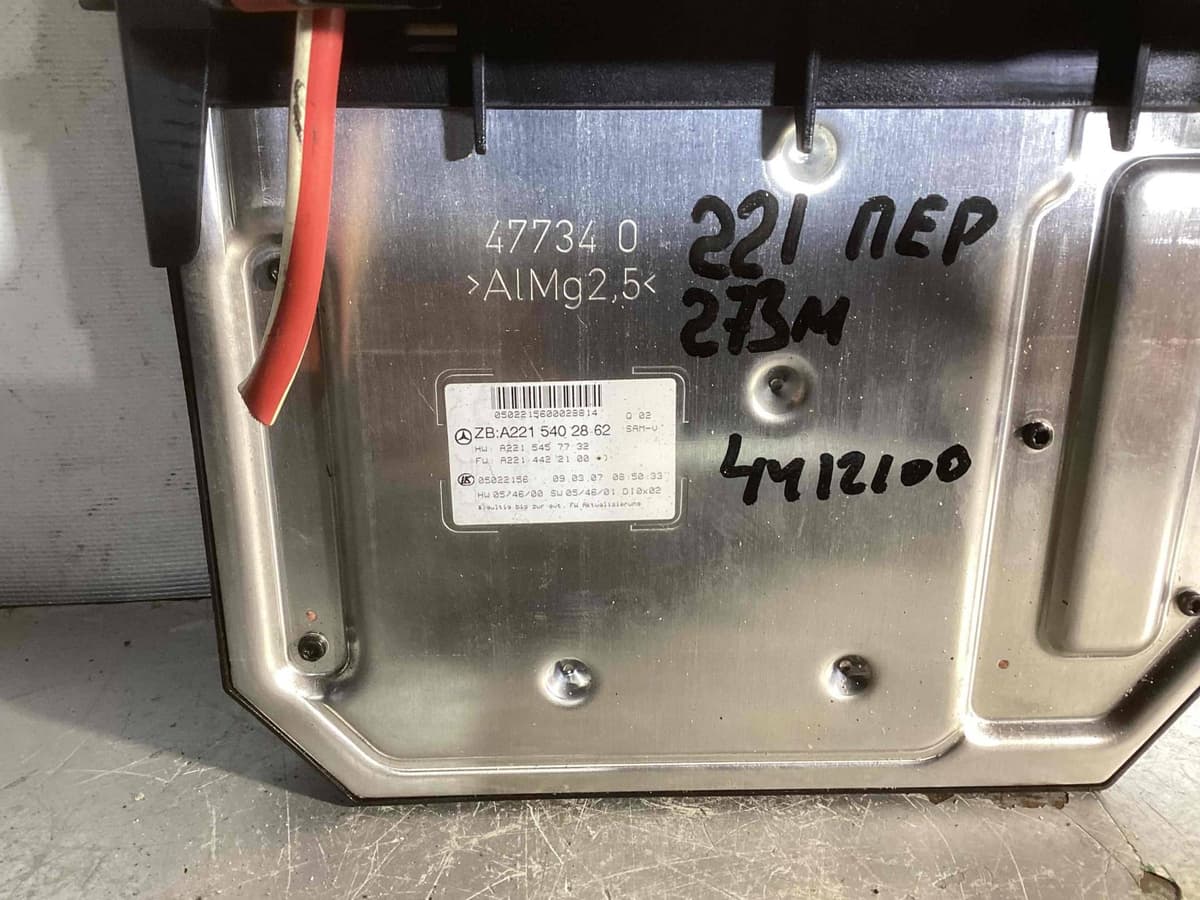 47734 0
>AlMg2,5<
221 ПЕР
273М
4412100
0502215600028814
Q 02
ZB:A221 540 28 62
SAM-V
HW: A221 545 77 32
FW: A221 442 21 00 *)
05022156 09.03.07 06:50:33
HW 05/46/00 SW 05/46/01 DI0x02